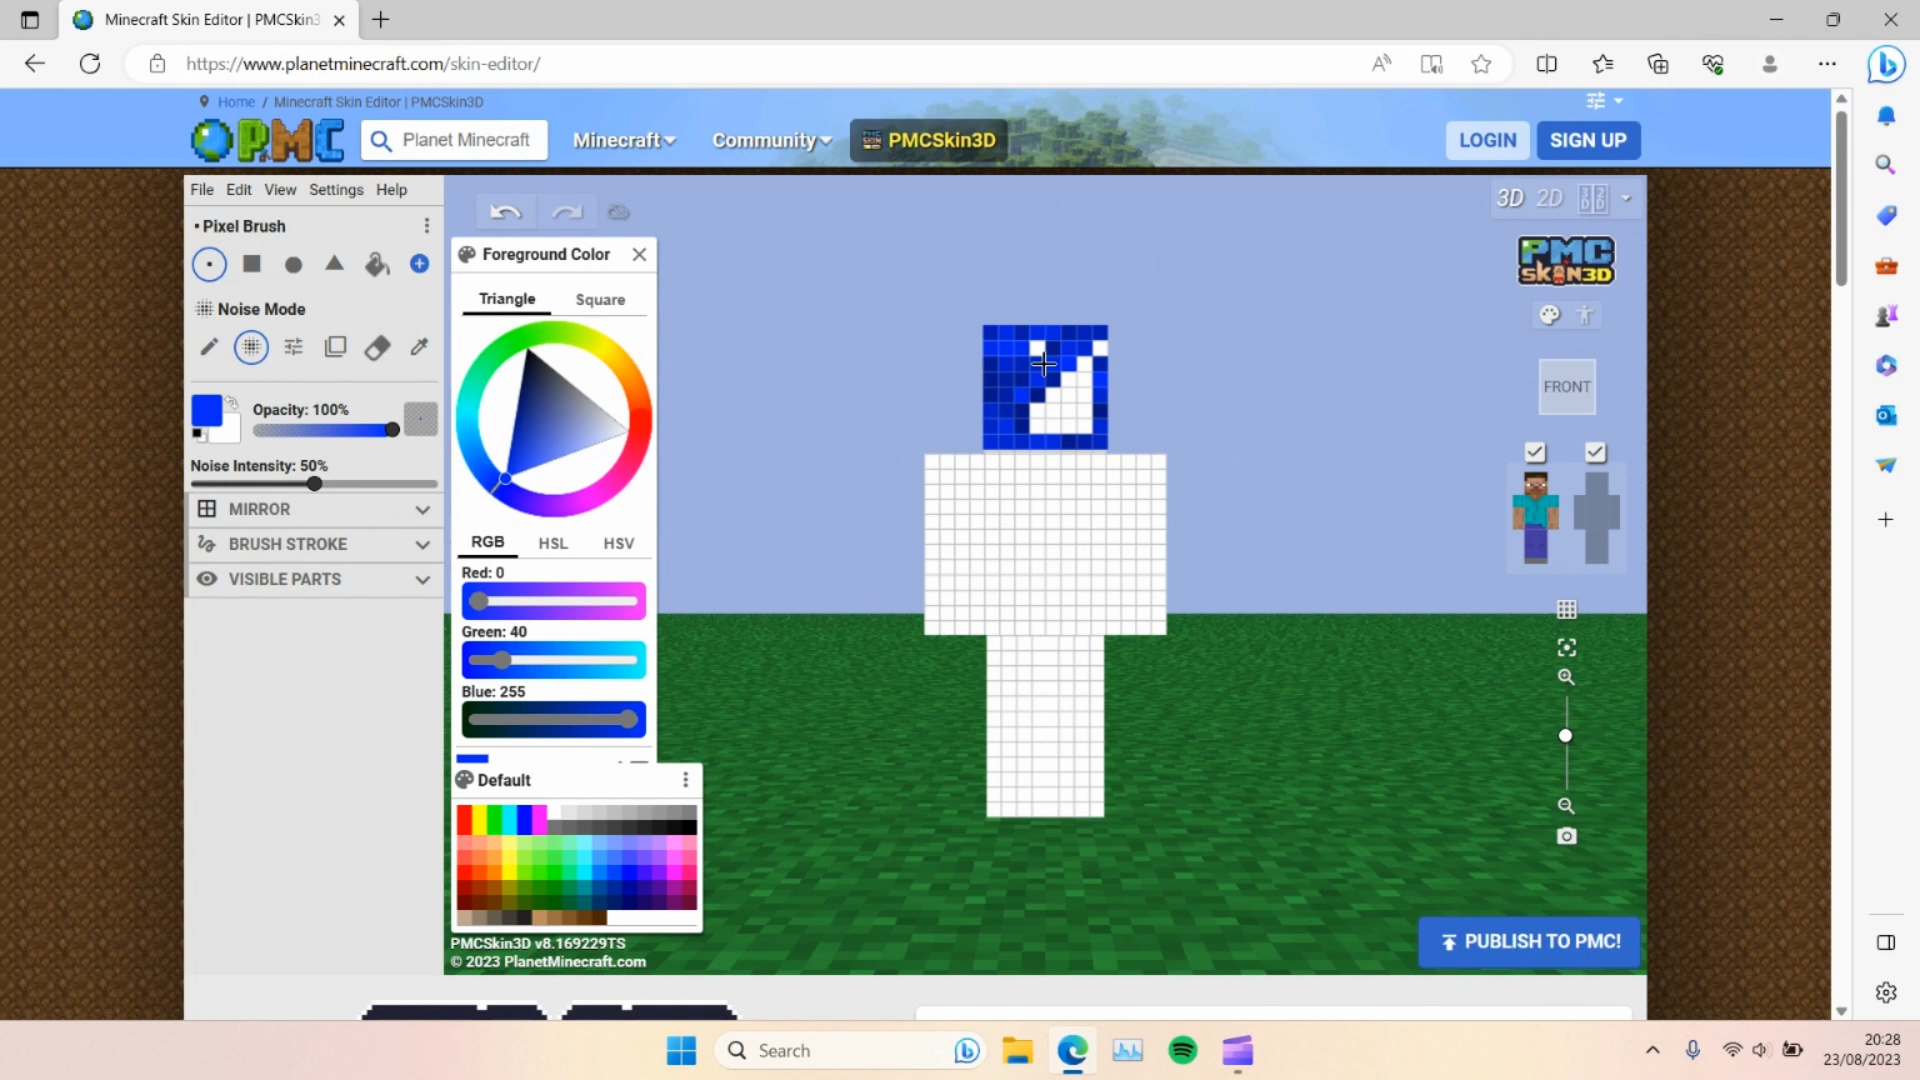 Minecraft Skin Editor | PMCSkin3
https://www.planetminecraft.com/skin-editor/
Home / Minecraft Skin Editor | PMCSkin3D
PMC
Planet Minecraft
Minecraft
Community
PMCSkin3D
LOGIN
SIGN UP
File Edit View Settings Help
Pixel Brush
Noise Mode
Opacity: 100%
Noise Intensity: 50%
MIRROR
BRUSH STROKE
VISIBLE PARTS
Foreground Color
Triangle
Square
RGB
HSL
HSV
Red: 0
Green: 40
Blue: 255
Default
PMCSkin3D v8.169229TS
© 2023 PlanetMinecraft.com
3D
2D
PMC
SKIN3D
FRONT
PUBLISH TO PMC!
Search
20:28
23/08/2023